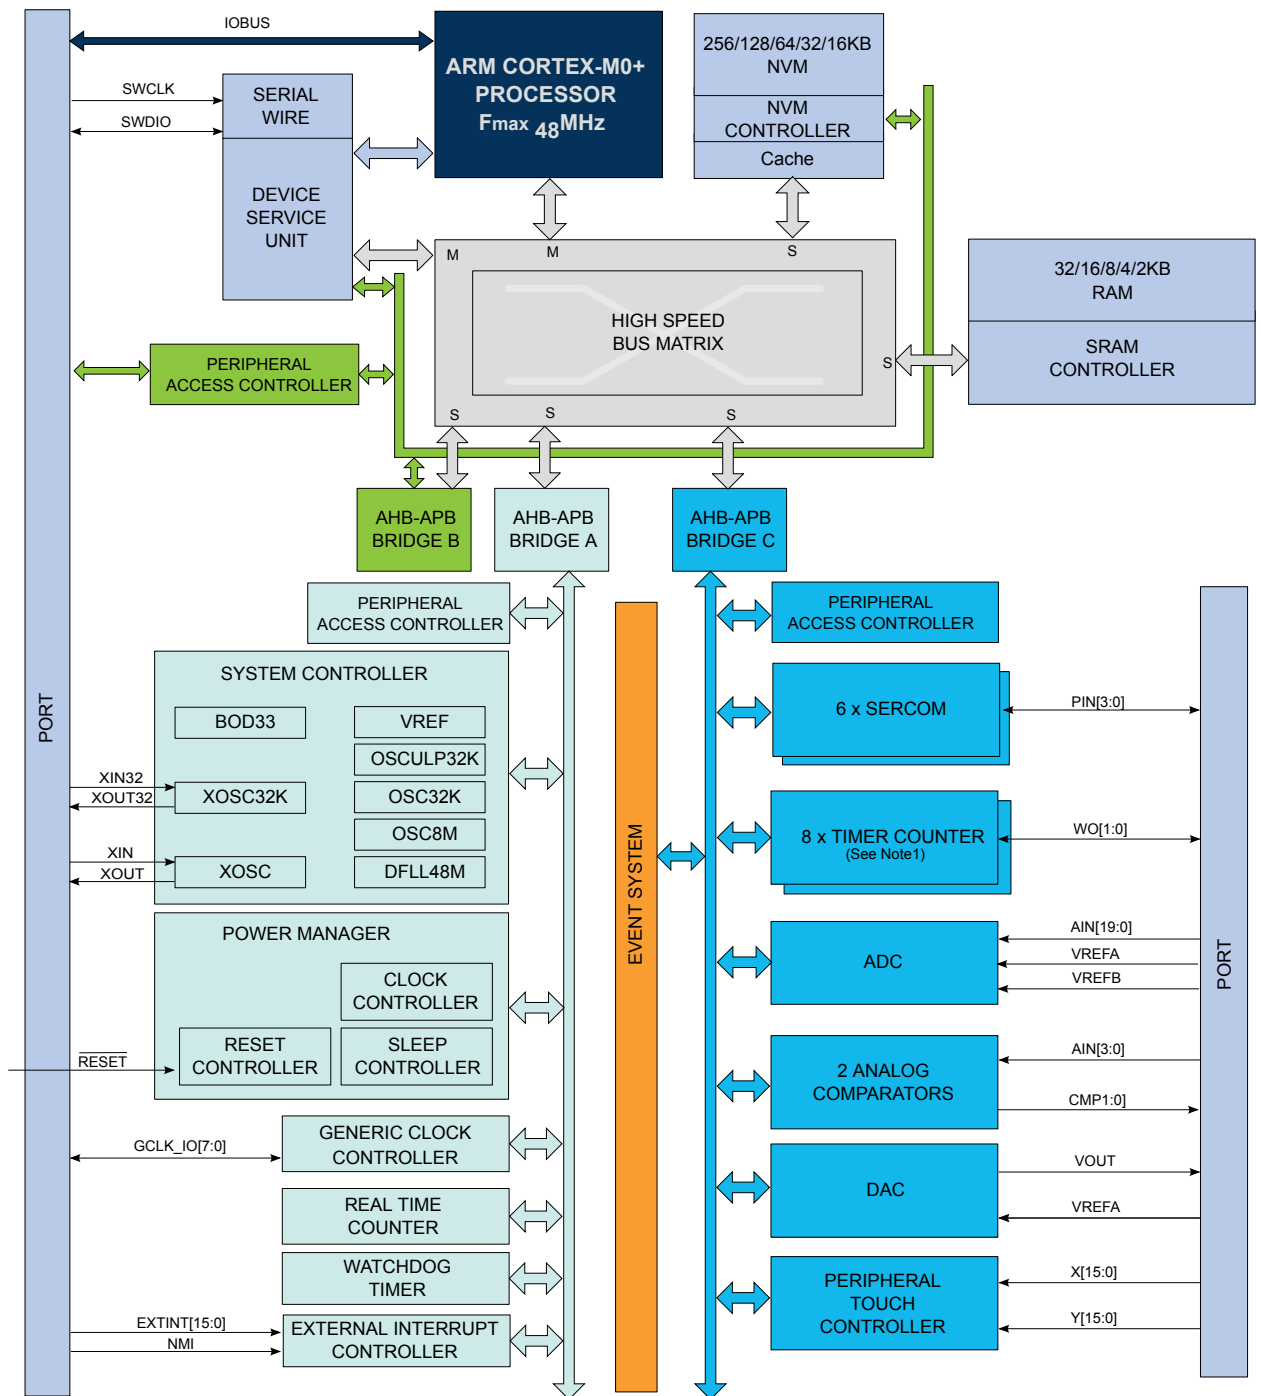 IOBUS
ARM CORTEX-M0+
PROCESSOR
Fmax 48MHz
256/128/64/32/16KB
NVM
NVM
CONTROLLER
Cache
SWCLK
SWDIO
SERIAL
WIRE
DEVICE
SERVICE
UNIT
M
M
S
HIGH SPEED
BUS MATRIX
S
S
S
S
32/16/8/4/2KB
RAM
SRAM
CONTROLLER
PERIPHERAL
ACCESS CONTROLLER
AHB-APB
BRIDGE B
AHB-APB
BRIDGE A
AHB-APB
BRIDGE C
PORT
PERIPHERAL
ACCESS CONTROLLER
SYSTEM CONTROLLER
BOD33
VREF
OSCULP32K
XIN32
XOUT32
XOSC32K
OSC32K
OSC8M
XIN
XOUT
XOSC
DFLL48M
POWER MANAGER
CLOCK
CONTROLLER
RESET
RESET
CONTROLLER
SLEEP
CONTROLLER
GCLK_IO[7:0]
GENERIC CLOCK
CONTROLLER
REAL TIME
COUNTER
WATCHDOG
TIMER
EXTINT[15:0]
NMI
EXTERNAL INTERRUPT
CONTROLLER
EVENT SYSTEM
PERIPHERAL
ACCESS CONTROLLER
6 x SERCOM
PIN[3:0]
8 x TIMER COUNTER
(See Note1)
WO[1:0]
ADC
AIN[19:0]
VREFA
VREFB
2 ANALOG
COMPARATORS
AIN[3:0]
CMP1:0]
DAC
VOUT
VREFA
PERIPHERAL
TOUCH
CONTROLLER
X[15:0]
Y[15:0]
PORT